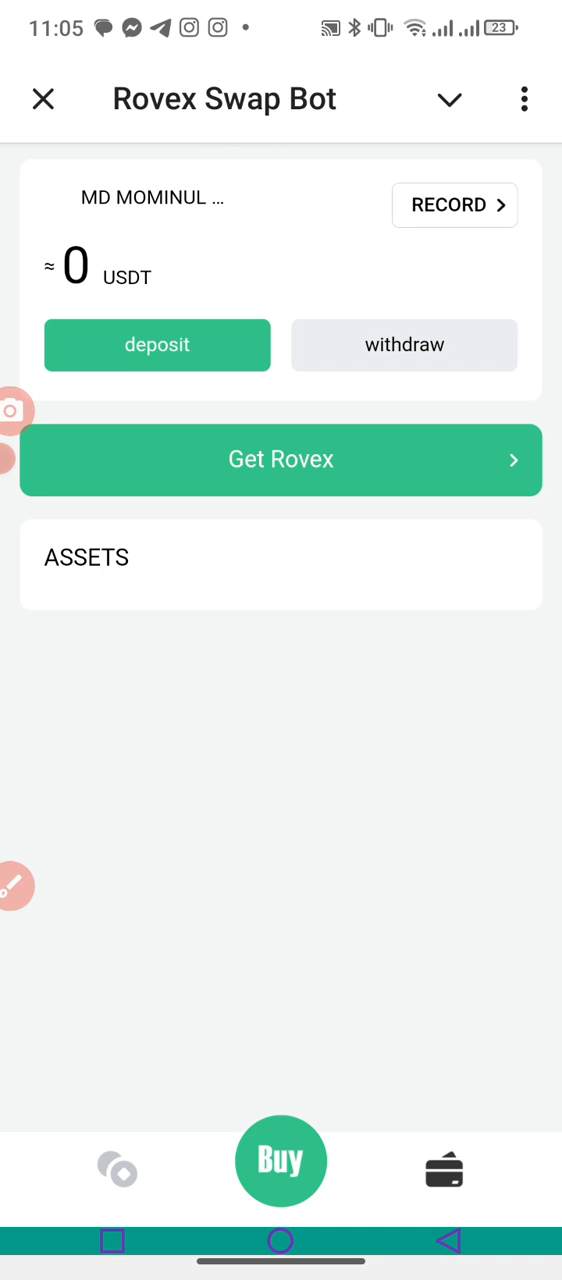 11:05
23
Rovex Swap Bot
MD MOMINUL ...
RECORD
≈ 0 USDT
deposit
withdraw
Get Rovex
ASSETS
Buy